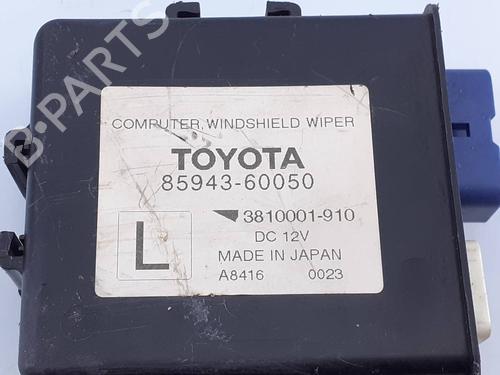 B-PARTS
COMPUTER, WINDSHIELD WIPER
TOYOTA
85943-60050
3810001-910
L
DC 12V
MADE IN JAPAN
A8416 0023